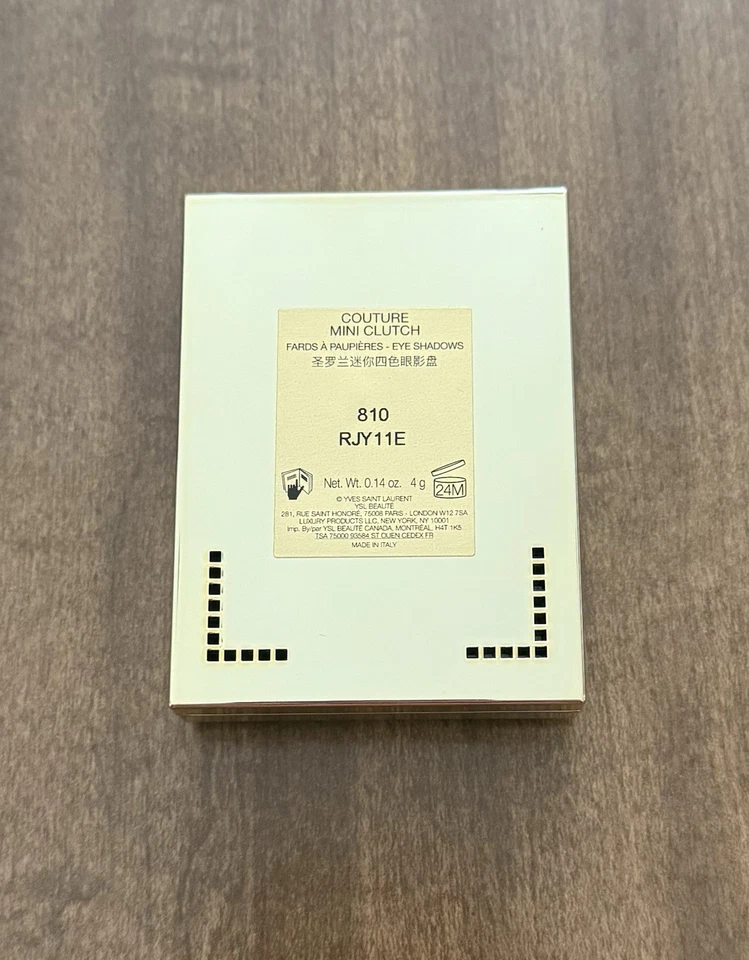 COUTURE
MINI CLUTCH
FARDS À PAUPIÈRES - EYE SHADOWS
圣罗兰迷你四色眼影盘
810
RJY11E
Net. Wt. 0.14 oz. 4 g
24M
© YVES SAINT LAURENT
YSL BEAUTÉ
281, RUE SAINT HONORÉ, 75008 PARIS - LONDON W12 7SA
LUXURY PRODUCTS LLC, NEW YORK, NY 10001
Imp. By/par YSL BEAUTÉ CANADA, MONTRÉAL, H4T 1K5
TSA 75000 93584 ST OUEN CEDEX FR
MADE IN ITALY